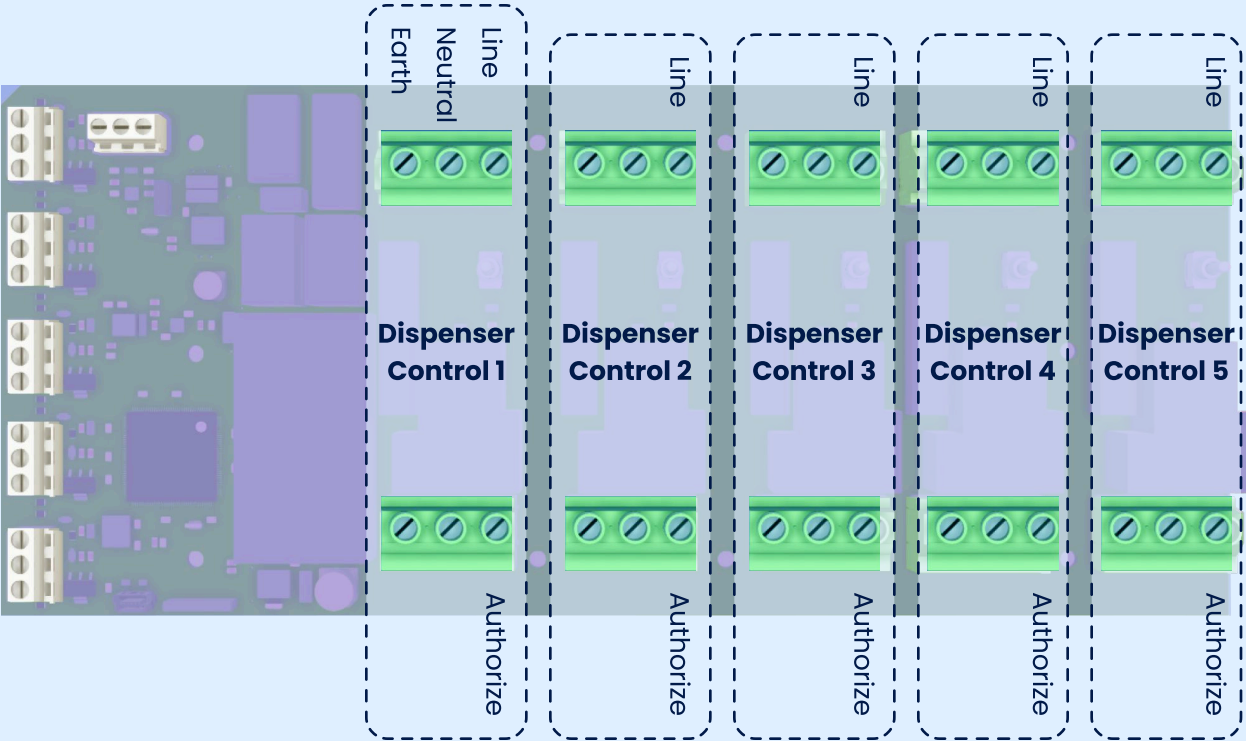 Earth
Neutral
Line
Line
Line
Line
Line
Dispenser
Control 1
Dispenser
Control 2
Dispenser
Control 3
Dispenser
Control 4
Dispenser
Control 5
Authorize
Authorize
Authorize
Authorize
Authorize